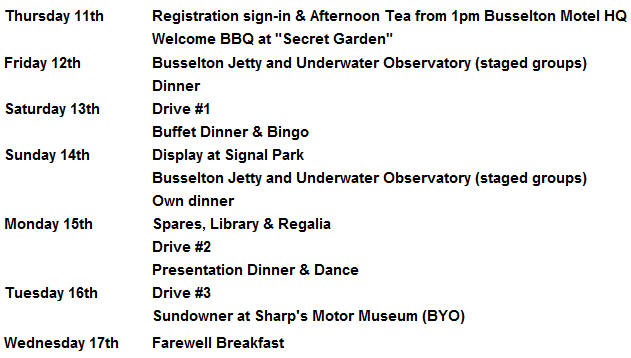 Thursday 11th Registration sign-in & Afternoon Tea from 1pm Busselton Motel HQ
Welcome BBQ at "Secret Garden"
Friday 12th Busselton Jetty and Underwater Observatory (staged groups)
Dinner
Saturday 13th Drive #1
Buffet Dinner & Bingo
Sunday 14th Display at Signal Park
Busselton Jetty and Underwater Observatory (staged groups)
Own dinner
Monday 15th Spares, Library & Regalia
Drive #2
Presentation Dinner & Dance
Tuesday 16th Drive #3
Sundowner at Sharp's Motor Museum (BYO)
Wednesday 17th Farewell Breakfast